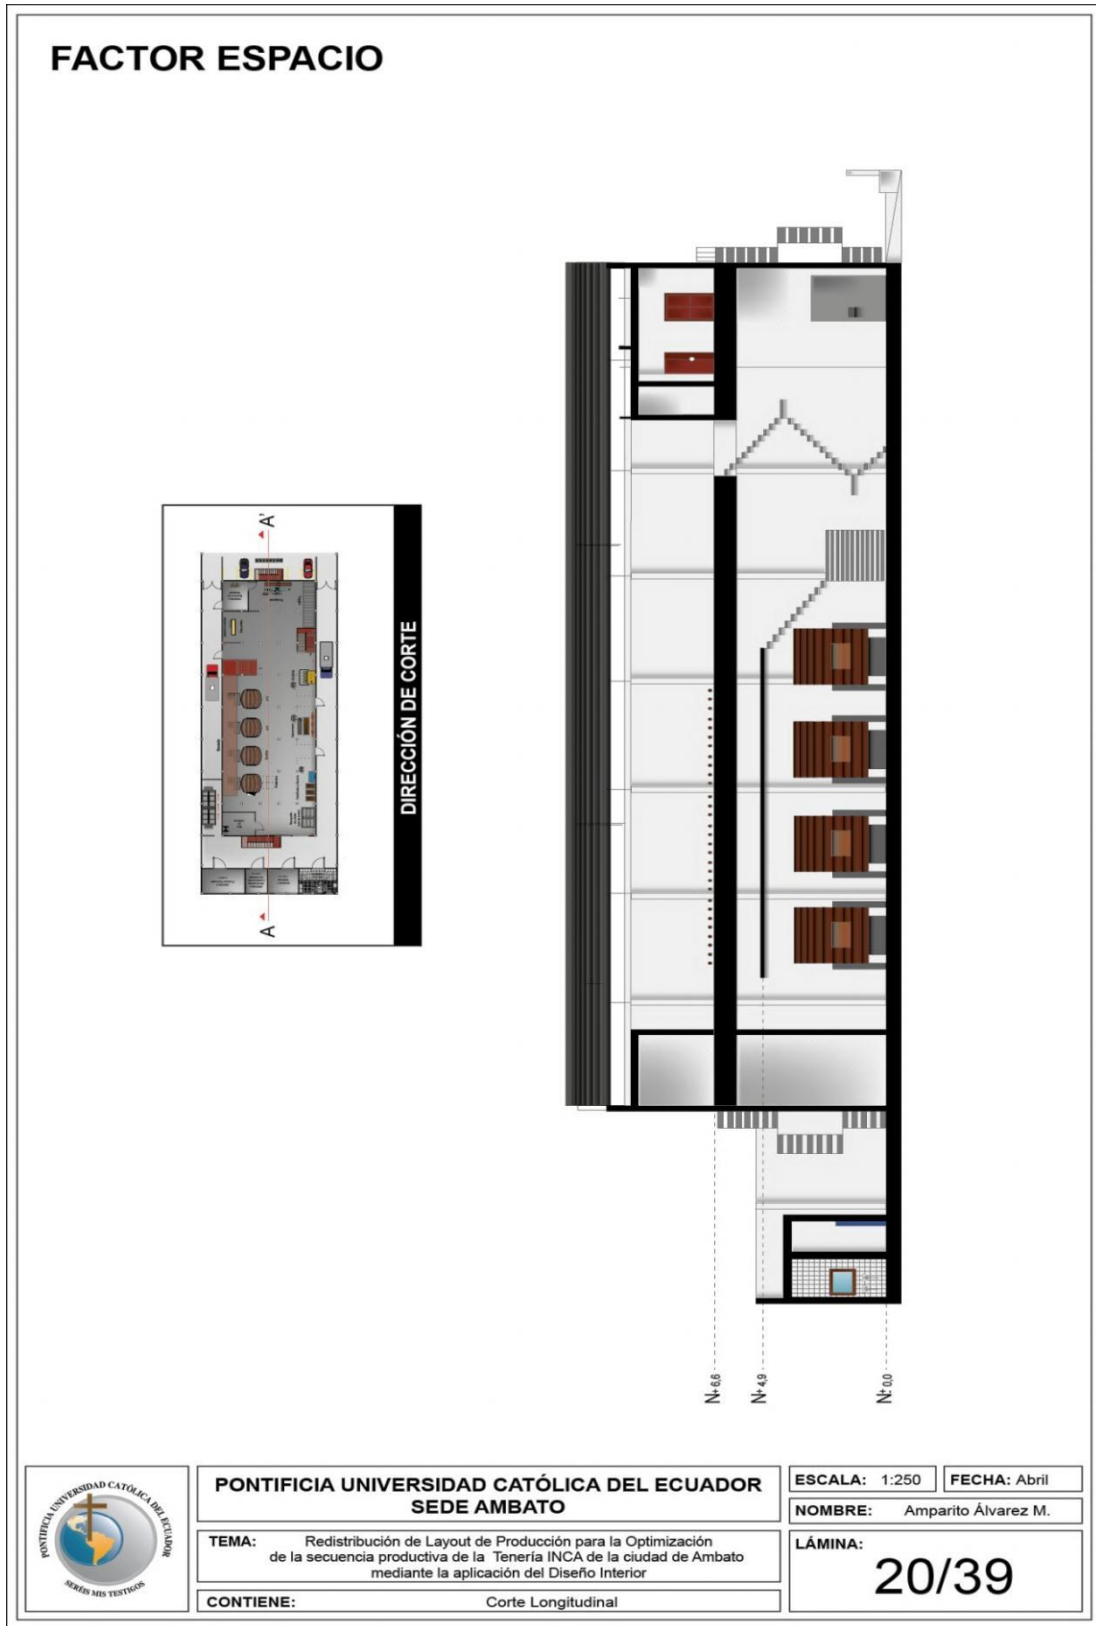 FACTOR ESPACIO
A'
DIRECCIÓN DE CORTE
A
N+ 6,6
N+ 4,9
N± 0,0
PONTIFICIA UNIVERSIDAD CATÓLICA DEL ECUADOR
SERÉIS MIS TESTIGOS
PONTIFICIA UNIVERSIDAD CATÓLICA DEL ECUADOR
SEDE AMBATO
TEMA: Redistribución de Layout de Producción para la Optimización
de la secuencia productiva de la Tenería INCA de la ciudad de Ambato
mediante la aplicación del Diseño Interior
CONTIENE: Corte Longitudinal
ESCALA: 1:250 FECHA: Abril
NOMBRE: Amparito Álvarez M.
LÁMINA:
20/39